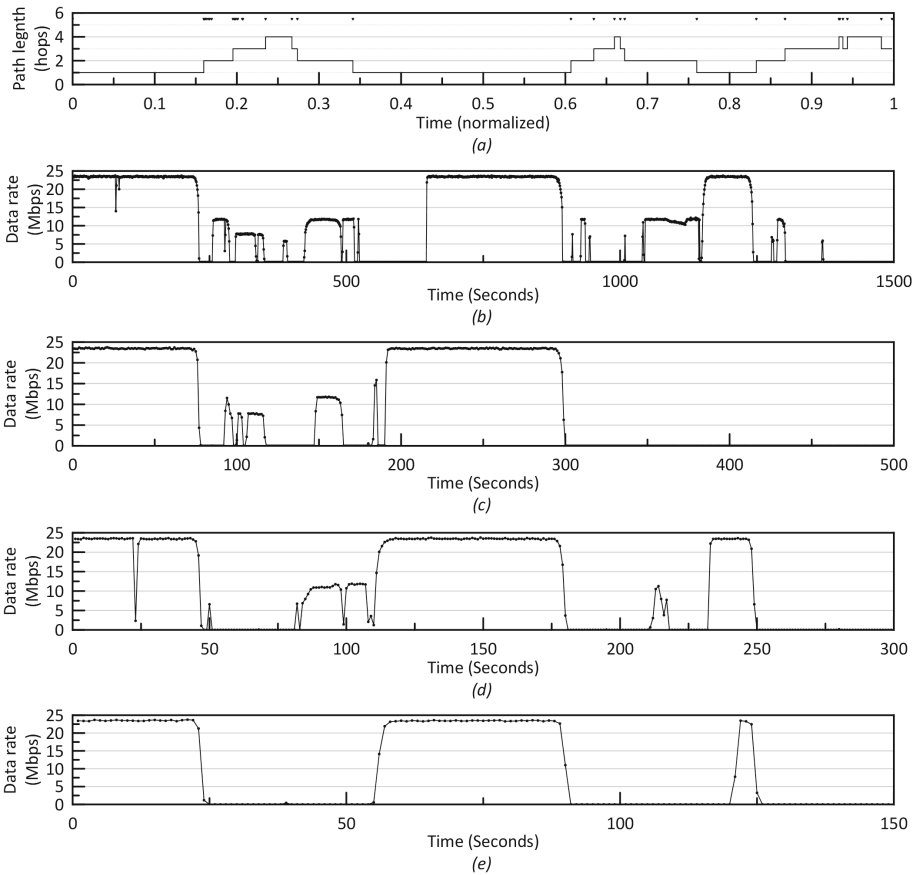 Path legnth
(hops)
6
4
2
0
0 0.1 0.2 0.3 0.4 0.5 0.6 0.7 0.8 0.9 1
Time (normalized)
(a)
Data rate
(Mbps)
25
20
15
10
5
0
0 500 1000 1500
Time (Seconds)
(b)
Data rate
(Mbps)
25
20
15
10
5
0
0 100 200 300 400 500
Time (Seconds)
(c)
Data rate
(Mbps)
25
20
15
10
5
0
0 50 100 150 200 250 300
Time (Seconds)
(d)
Data rate
(Mbps)
25
20
15
10
5
0
0 50 100 150
Time (Seconds)
(e)